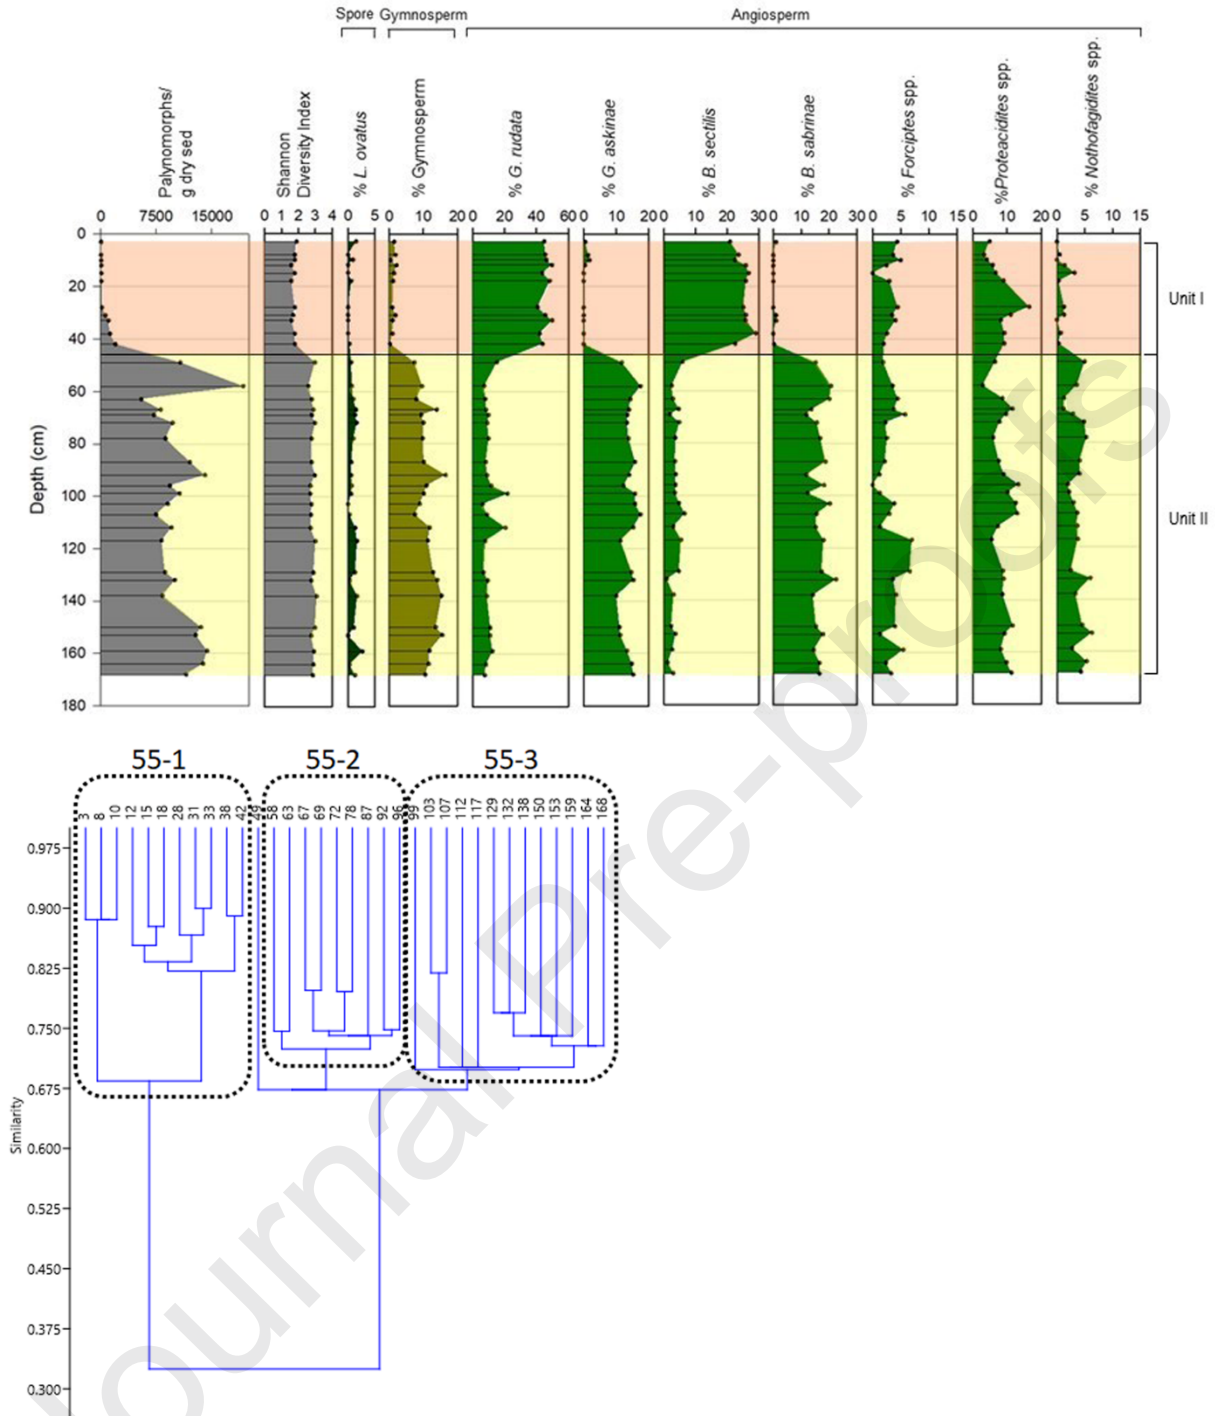 Spore Gymnosperm Angiosperm
Palynomorphs/
g dry sed
Shannon
Diversity Index
% L. ovatus
% Gymnosperm
% G. rudata
% G. askinae
% B. sectilis
% B. sabrinae
% Forciptes spp.
%Proteacidites spp.
% Nothofagidites spp.
0 7500 15000 0 1 2 3 4 0 5 0 10 20 0 20 40 60 0 10 20 0 10 20 30 0 10 20 30 0 5 10 15 0 10 20 0 5 10 15
0
20
40
60
80
100
120
140
160
180
Depth (cm)
Unit I
Unit II
55-1 55-2 55-3
3 8 10 12 15 18 28 31 33 38 42 58 63 67 69 72 78 87 92 96 99 103 107 112 117 129 132 138 150 153 159 164 168
0.975
0.900
0.825
0.750
0.675
0.600
0.525
0.450
0.375
0.300
Similarity
Journal Pre-proofs